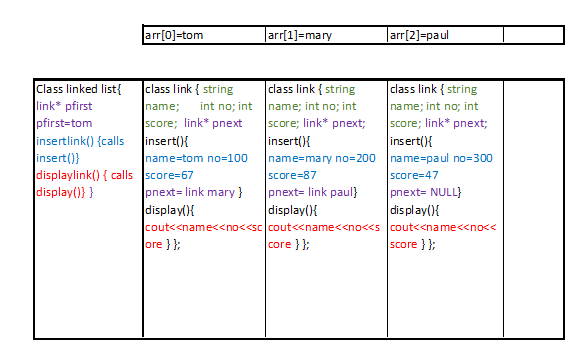 arr[0]=tom
arr[1]=mary
arr[2]=paul
Class linked list{
link* pfirst
pfirst=tom
insertlink() {calls
insert()}
displaylink() { calls
display()} }
class link { string
name; int no; int
score; link* pnext
insert(){
name=tom no=100
score=67
pnext= link mary }
display(){
cout<<name<<no<<sc
ore } };
class link { string
name; int no; int
score; link* pnext;
insert(){
name=mary no=200
score=87
pnext= link paul}
display(){
cout<<name<<no<<s
core } };
class link { string
name; int no; int
score; link* pnext;
insert(){
name=paul no=300
score=47
pnext= NULL}
display(){
cout<<name<<no<<
score } };